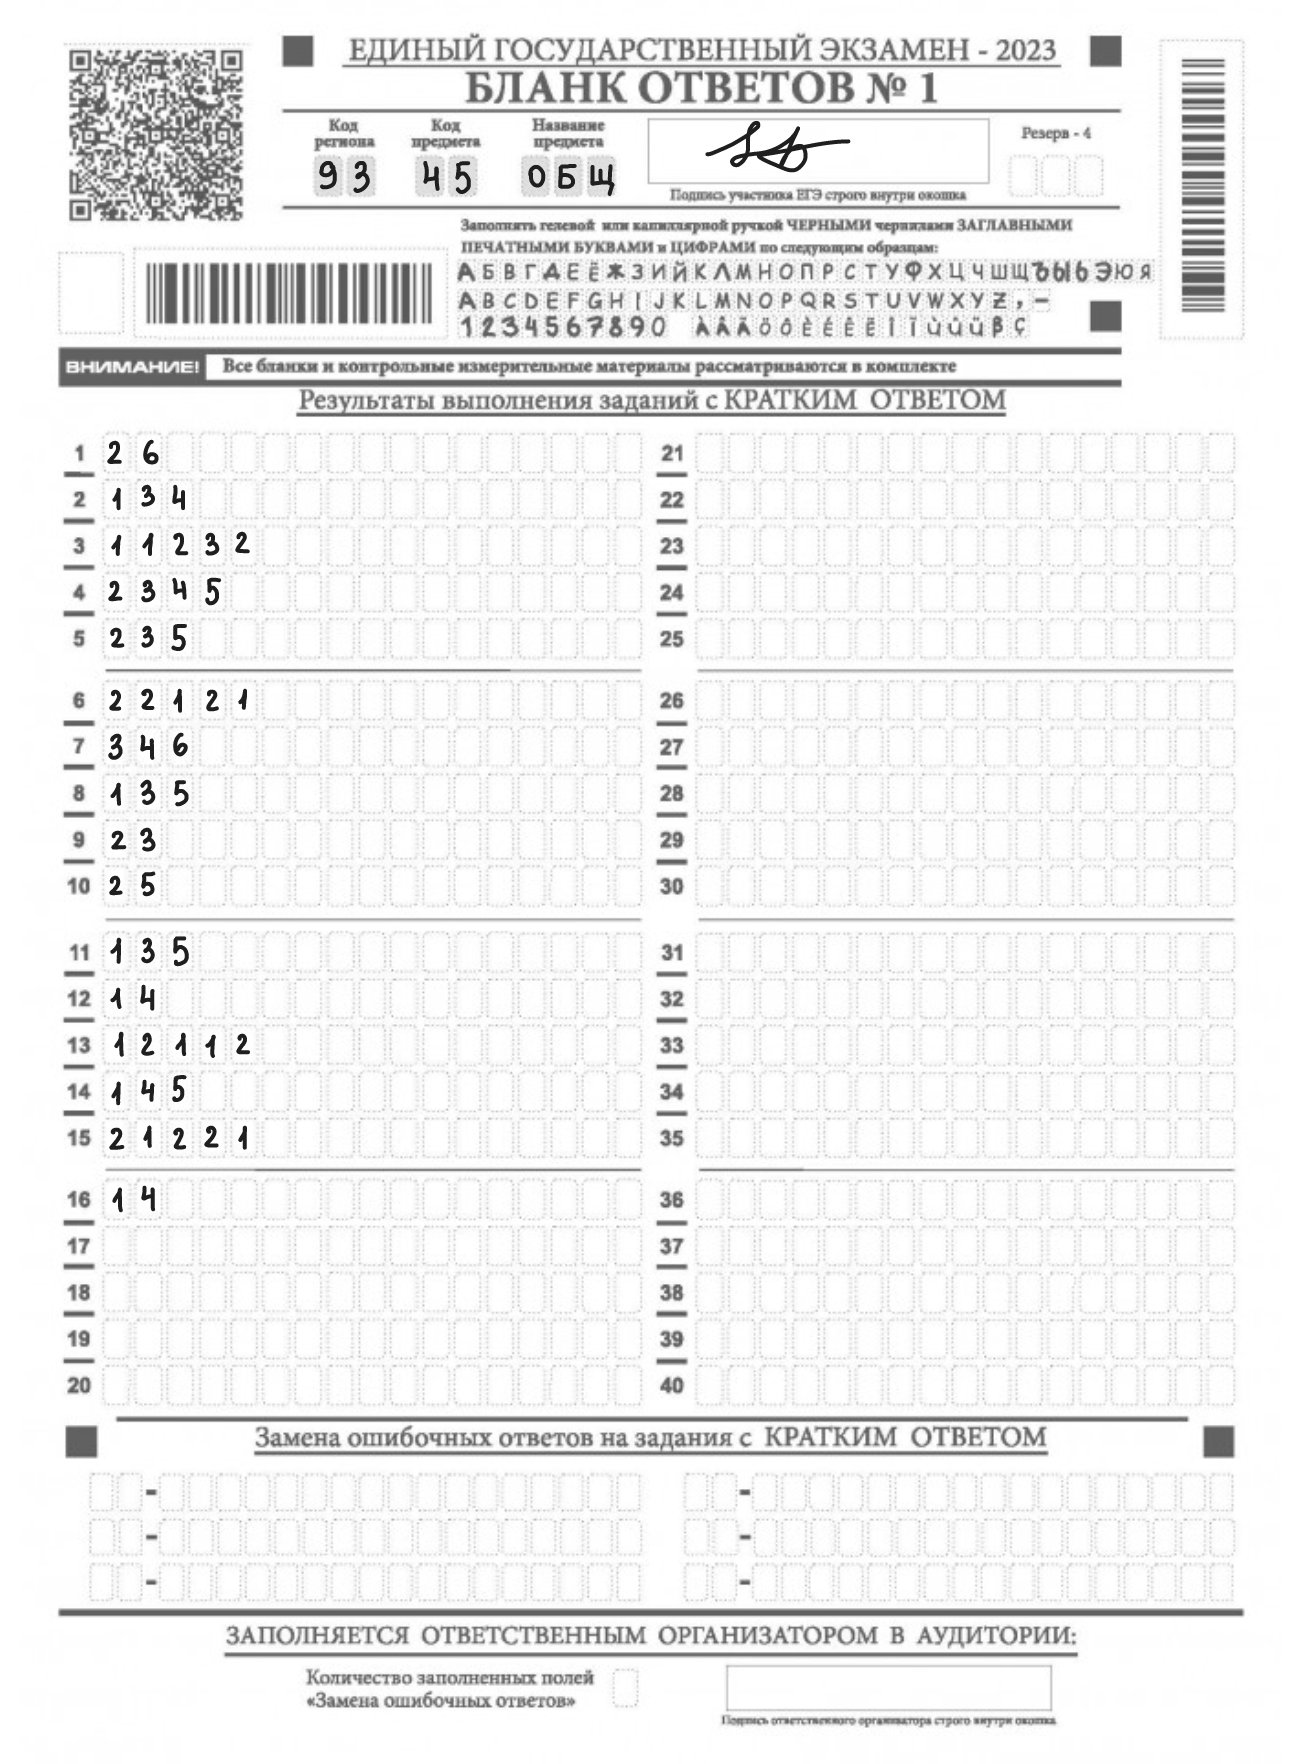 ЕДИНЫЙ ГОСУДАРСТВЕННЫЙ ЭКЗАМЕН - 2023
БЛАНК ОТВЕТОВ № 1
Код региона
93
Код предмета
45
Название предмета
ОБЩ
Подпись участника ЕГЭ строго внутри окошка
Резерв - 4
Заполнять гелевой или капиллярной ручкой ЧЕРНЫМИ чернилами ЗАГЛАВНЫМИ
ПЕЧАТНЫМИ БУКВАМИ и ЦИФРАМИ по следующим образцам:
А Б В Г Д Е Ё Ж З И Й К Л М Н О П Р С Т У Ф Х Ц Ч Ш Щ Ъ Ы Ь Э Ю Я
A B C D E F G H I J K L M N O P Q R S T U V W X Y Z , -
1 2 3 4 5 6 7 8 9 0 À Â Ä Ö Ô È É Ê Ë Î Ï Ù Û Ü β Ç
ВНИМАНИЕ! Все бланки и контрольные измерительные материалы рассматриваются в комплекте
Результаты выполнения заданий с КРАТКИМ ОТВЕТОМ
1 26
2 134
3 11232
4 2345
5 235
6 22121
7 346
8 135
9 23
10 25
11 135
12 14
13 12112
14 145
15 21221
16 14
17
18
19
20
21
22
23
24
25
26
27
28
29
30
31
32
33
34
35
36
37
38
39
40
Замена ошибочных ответов на задания с КРАТКИМ ОТВЕТОМ
ЗАПОЛНЯЕТСЯ ОТВЕТСТВЕННЫМ ОРГАНИЗАТОРОМ В АУДИТОРИИ:
Количество заполненных полей
«Замена ошибочных ответов»
Подпись ответственного организатора строго внутри окошка